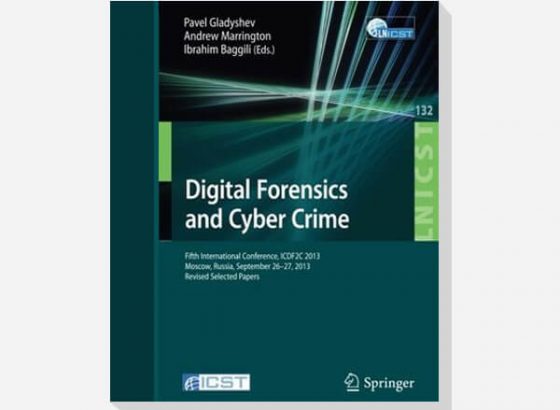 Pavel Gladyshev
Andrew Marrington
Ibrahim Baggili (Eds.)
LNICST
132
LNICST
Digital Forensics
and Cyber Crime
Fifth International Conference, ICDF2C 2013
Moscow, Russia, September 26–27, 2013
Revised Selected Papers
ICST
Springer